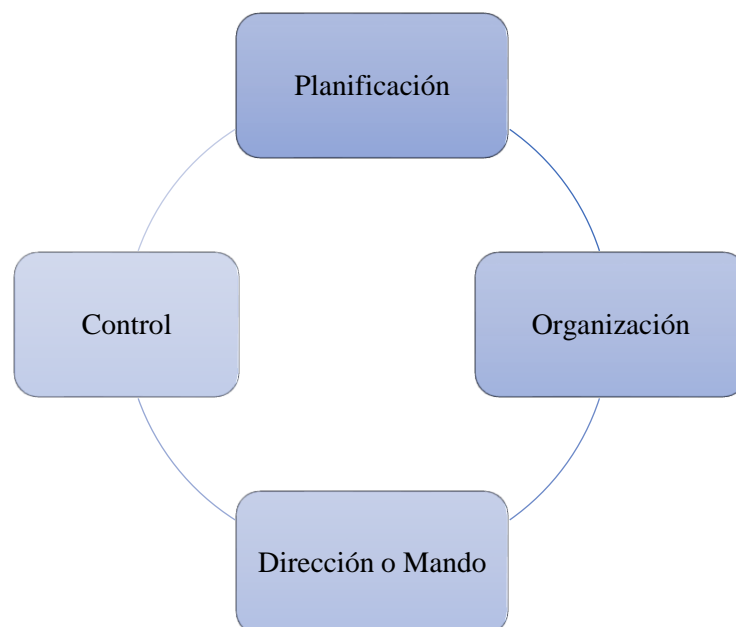 Planificación
Organización
Dirección o Mando
Control